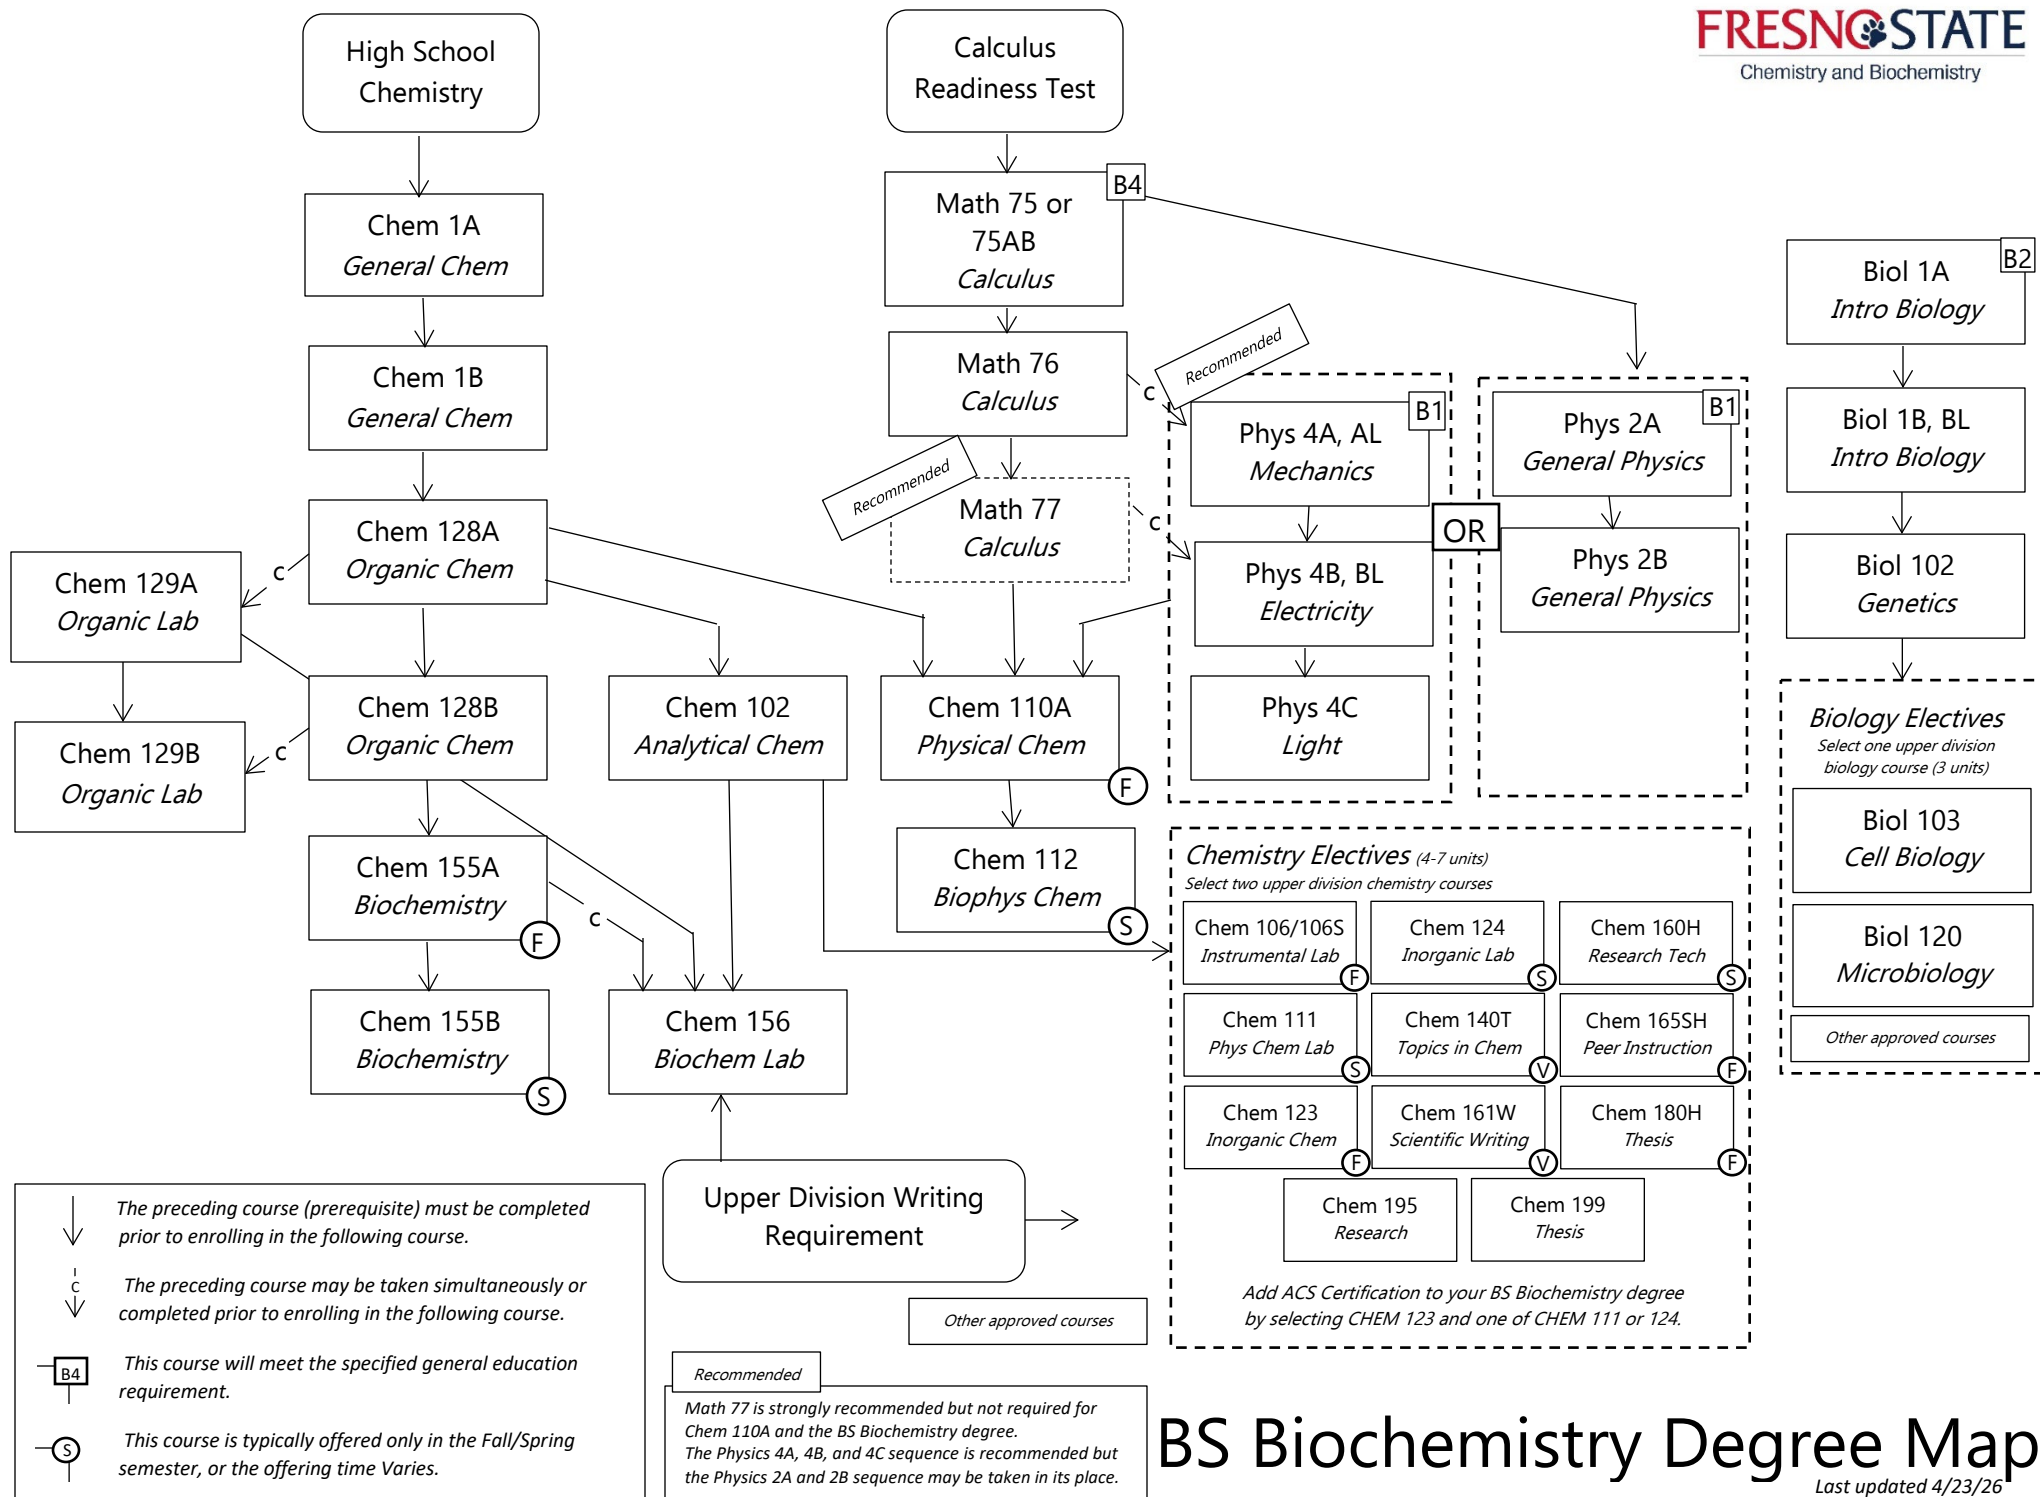 High School
Chemistry
Calculus
Readiness Test
FRESNO STATE
Chemistry and Biochemistry
Chem 1A
General Chem
Chem 1B
General Chem
Chem 128A
Organic Chem
c
Chem 129A
Organic Lab
Chem 128B
Organic Chem
c
Chem 129B
Organic Lab
Chem 155A
Biochemistry
F
c
Chem 155B
Biochemistry
S
Chem 102
Analytical Chem
Chem 156
Biochem Lab
Upper Division Writing
Requirement
B4
Math 75 or
75AB
Calculus
Math 76
Calculus
c
Recommended
Recommended
Math 77
Calculus
c
Chem 110A
Physical Chem
F
Chem 112
Biophys Chem
S
B1
Phys 4A, AL
Mechanics
Phys 4B, BL
Electricity
Phys 4C
Light
OR
B1
Phys 2A
General Physics
Phys 2B
General Physics
B2
Biol 1A
Intro Biology
Biol 1B, BL
Intro Biology
Biol 102
Genetics
Biology Electives
Select one upper division
biology course (3 units)
Biol 103
Cell Biology
Biol 120
Microbiology
Other approved courses
Chemistry Electives (4-7 units)
Select two upper division chemistry courses
Chem 106/106S
Instrumental Lab
F
Chem 124
Inorganic Lab
S
Chem 160H
Research Tech
S
Chem 111
Phys Chem Lab
S
Chem 140T
Topics in Chem
V
Chem 165SH
Peer Instruction
F
Chem 123
Inorganic Chem
F
Chem 161W
Scientific Writing
V
Chem 180H
Thesis
F
Chem 195
Research
Chem 199
Thesis
Add ACS Certification to your BS Biochemistry degree
by selecting CHEM 123 and one of CHEM 111 or 124.
Other approved courses
The preceding course (prerequisite) must be completed
prior to enrolling in the following course.
c
The preceding course may be taken simultaneously or
completed prior to enrolling in the following course.
B4
This course will meet the specified general education
requirement.
S
This course is typically offered only in the Fall/Spring
semester, or the offering time Varies.
Recommended
Math 77 is strongly recommended but not required for
Chem 110A and the BS Biochemistry degree.
The Physics 4A, 4B, and 4C sequence is recommended but
the Physics 2A and 2B sequence may be taken in its place.
BS Biochemistry Degree Map
Last updated 4/23/26